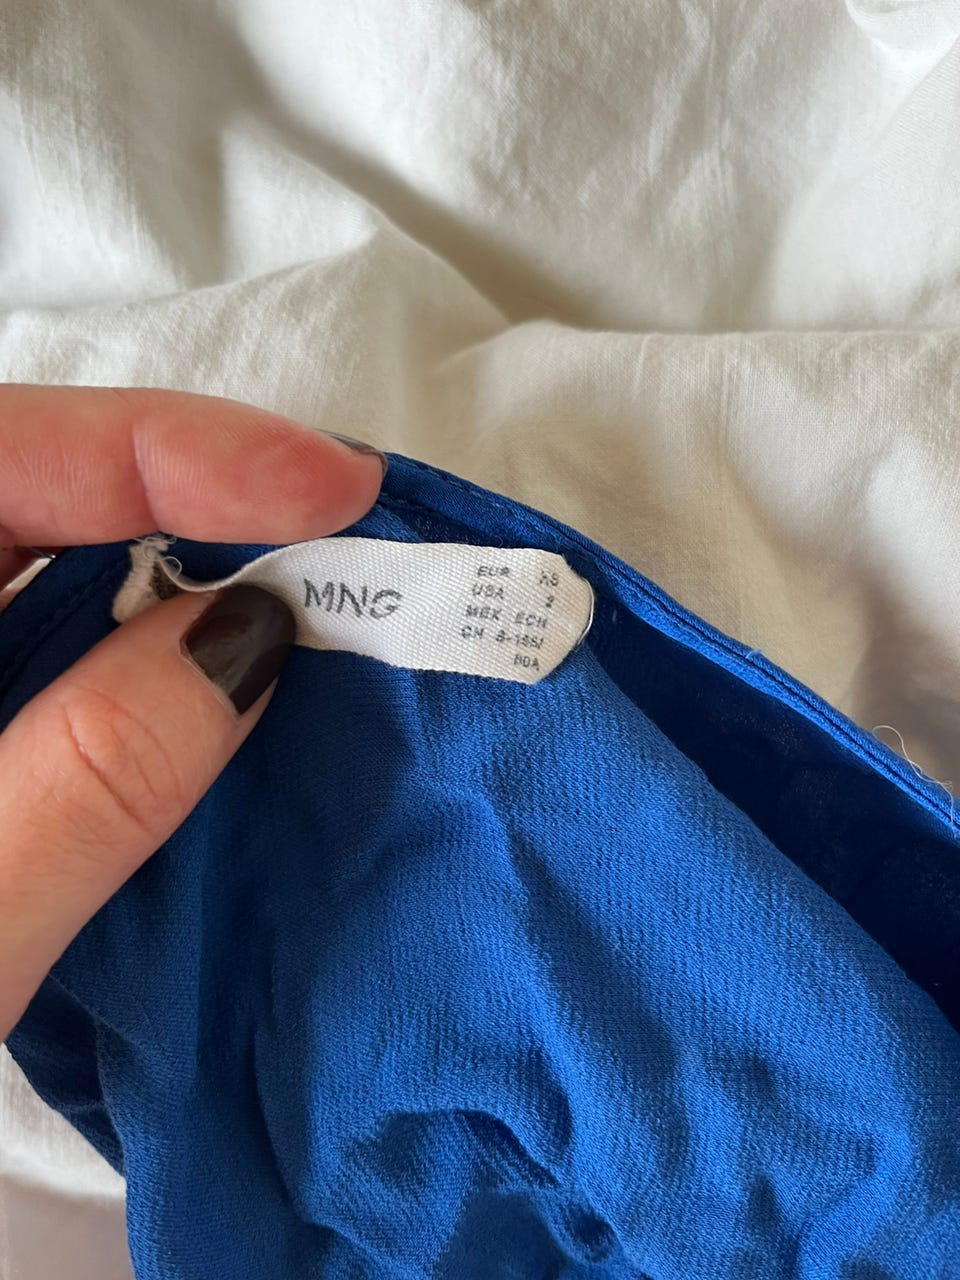 MNG
EUR XS
USA 2
MEX ECH
CH S-155/
80A